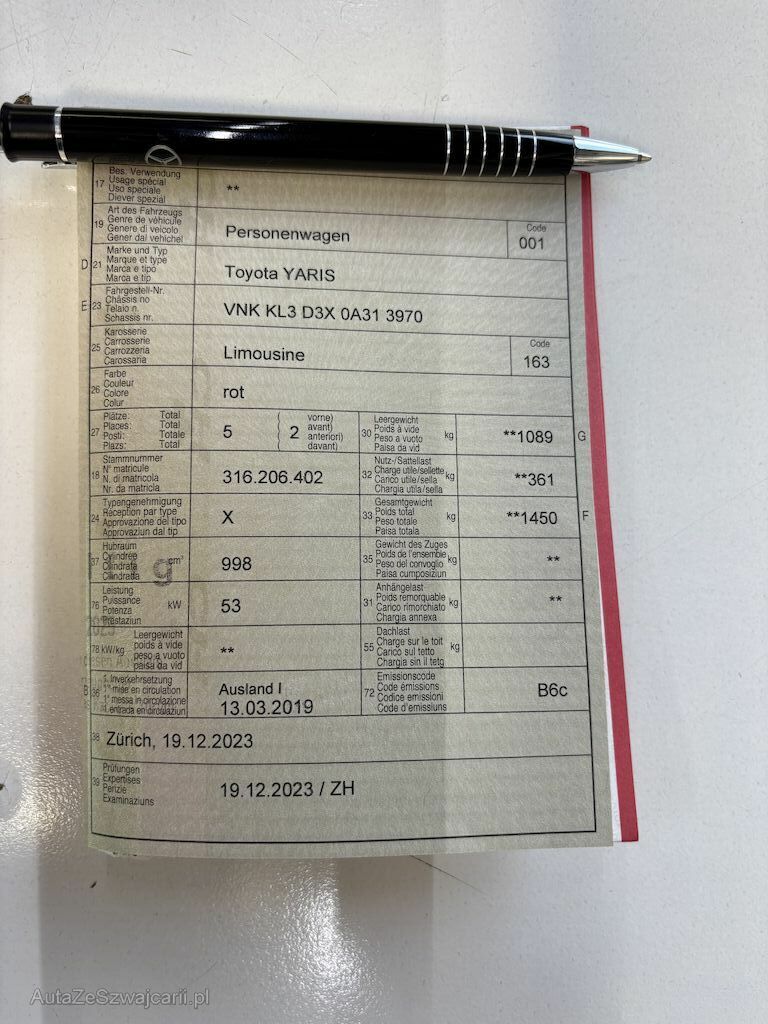 17 Bes. Verwendung
Usage spécial
Uso speciale
Diever spezial
**
19 Art des Fahrzeugs
Genre de véhicule
Genere di veicolo
Gener dal vehichel
Personenwagen
Code
001
D 21 Marke und Typ
Marque et type
Marca e tipo
Marca e tip
Toyota YARIS
E 23 Fahrgestell-Nr.
Châssis no
Telaio n.
Schassis nr.
VNK KL3 D3X 0A31 3970
25 Karosserie
Carrosserie
Carrozzeria
Carossaria
Limousine
Code
163
26 Farbe
Couleur
Colore
Colur
rot
27 Plätze: Total
Places: Total
Posti: Totale
Plazs: Total
5
( 2 vorne)
avant)
( anteriori)
davant)
30 Leergewicht
Poids à vide
Peso a vuoto
Paisa da vid
kg
**1089
G
18 Stammnummer
N° matricule
N. di matricola
Nr. da matricla
316.206.402
32 Nutz-/Sattellast
Charge utile/sellette
Carico utile/sella
Chargia utila/sella
kg
**361
24 Typengenehmigung
Réception par type
Approvazione del tipo
Approvaziun dal tip
X
33 Gesamtgewicht
Poids total
Peso totale
Paisa totala
kg
**1450
F
37 Hubraum
Cylindrée
Cilindrata
Cilindrada
cm³
998
35 Gewicht des Zuges
Poids de l'ensemble
Peso del convoglio
Paisa cumposiziun
kg
**
76 Leistung
Puissance
Potenza
Prestaziun
kW
53
31 Anhängelast
Poids remorquable
Carico rimorchiato
Chargia annexa
kg
**
78 kW/kg
Leergewicht
poids à vide
peso a vuoto
paisa da vid
**
55 Dachlast
Charge sur le toit
Carico sul tetto
Chargia sin il tetg
kg
B 36 1. Inverkehrsetzung
1re mise en circulation
1a messa in circolazione
1. entrada en circulaziun
Ausland I
13.03.2019
72 Emissionscode
Code émissions
Codice emissioni
Code d'emissiuns
B6c
38 Zürich, 19.12.2023
39 Prüfungen
Expertises
Perizie
Examinaziuns
19.12.2023 / ZH
AutaZeSzwajcarii.pl